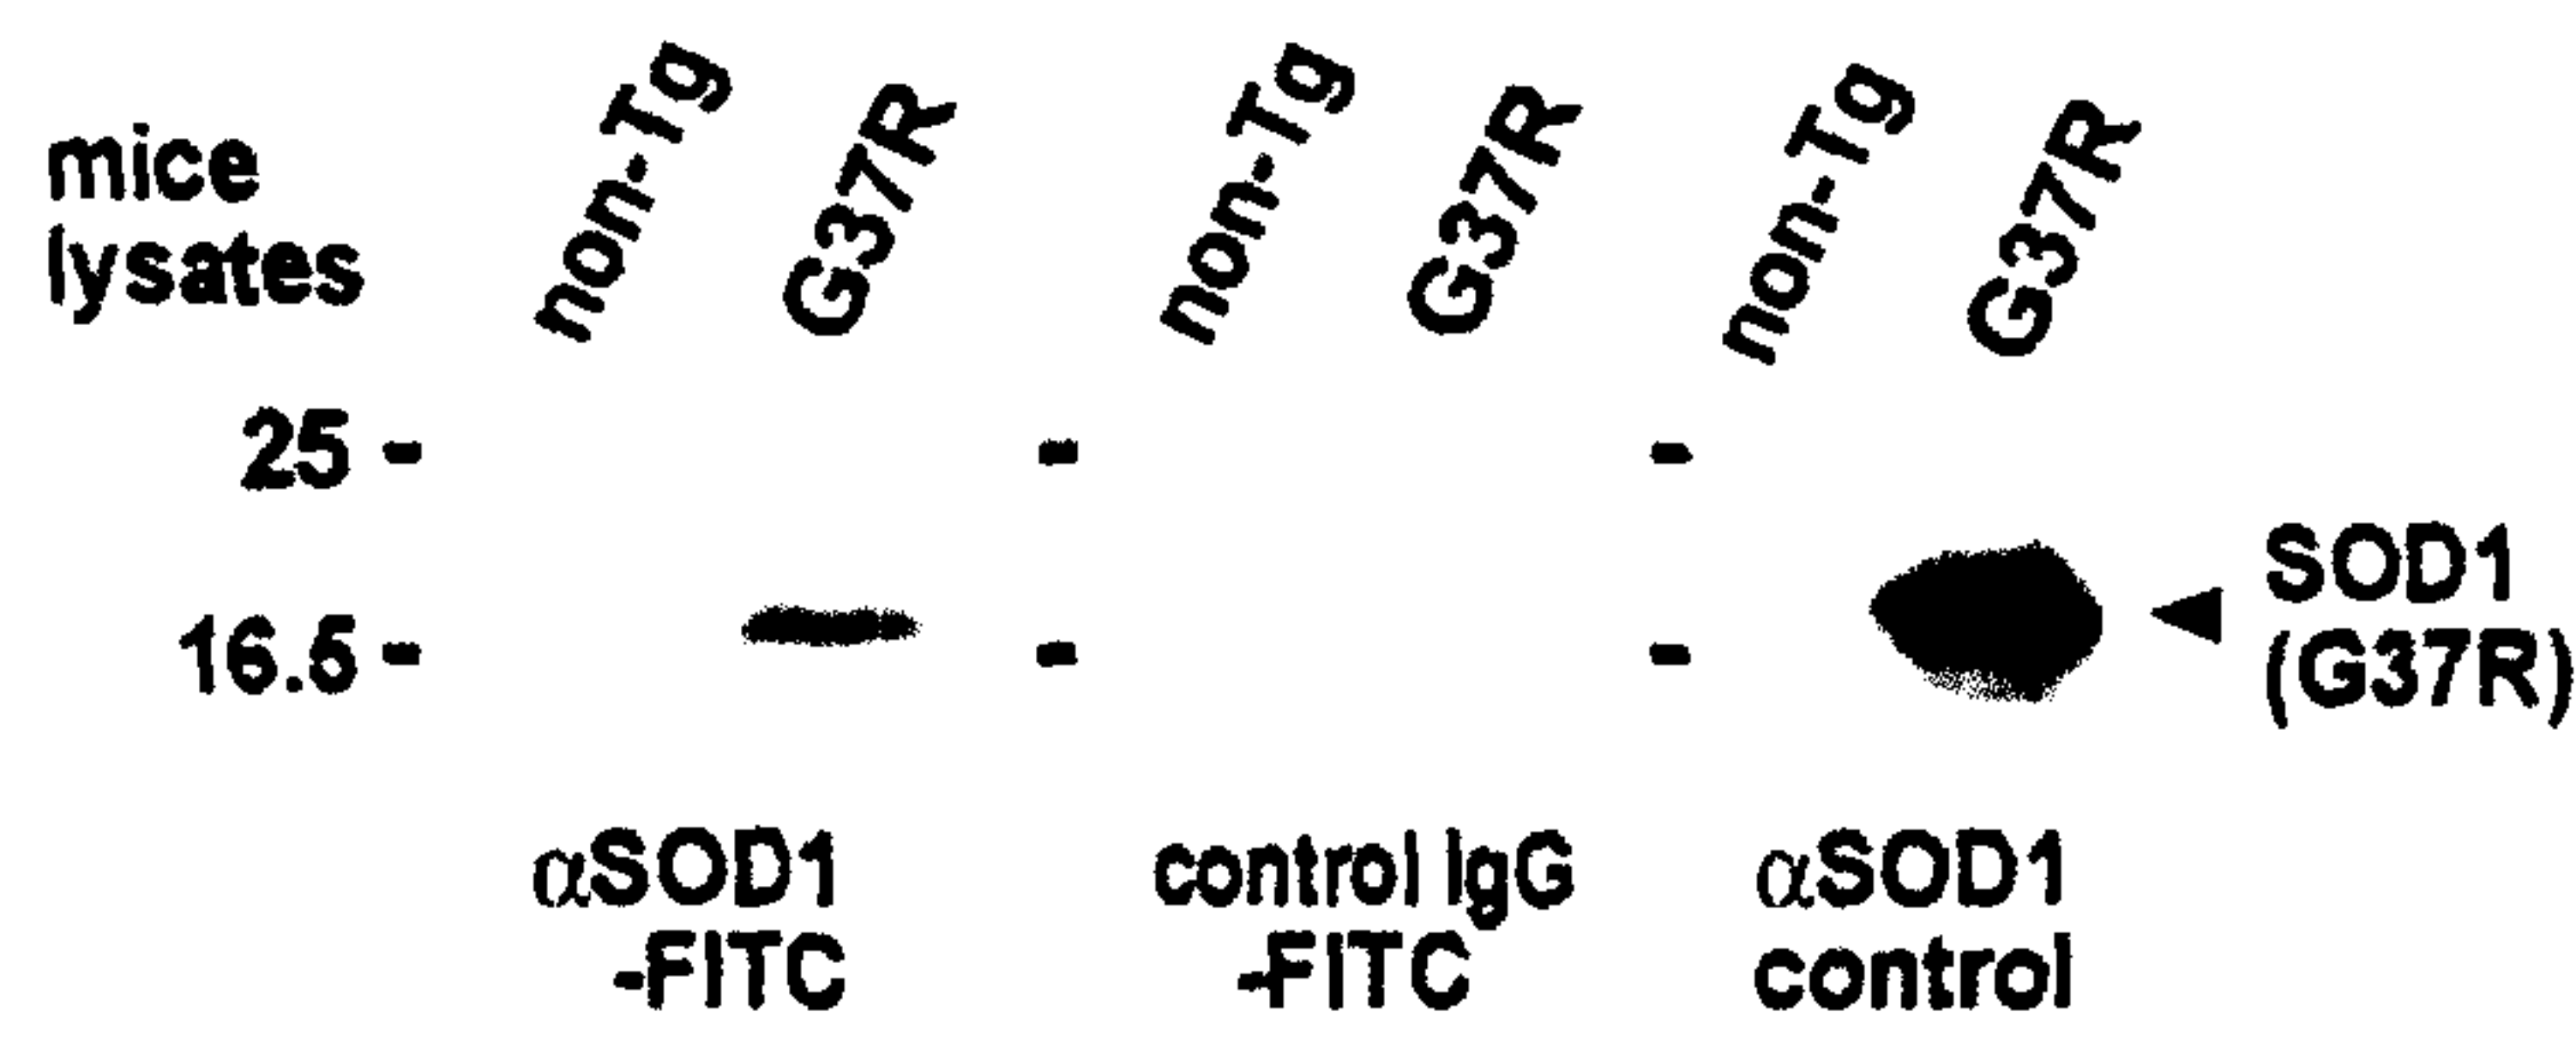 mice
lysates
non-Tg
G37R
non-Tg
G37R
non-Tg
G37R
25 -
16.5 -
SOD1
(G37R)
αSOD1
-FITC
control IgG
-FITC
αSOD1
control